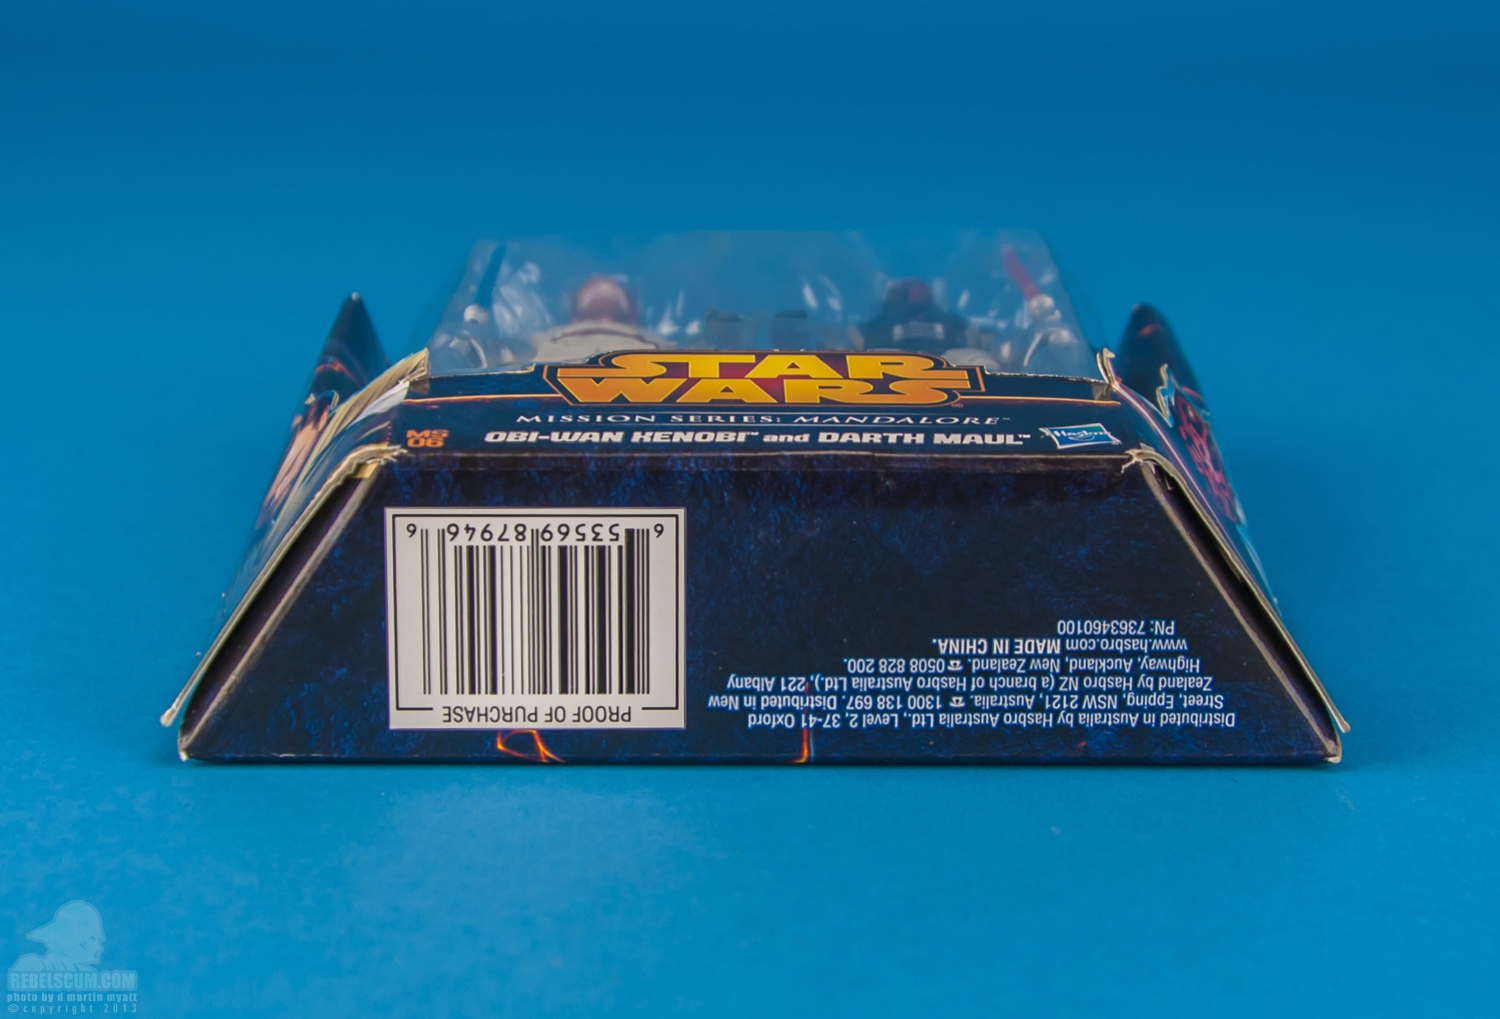 STAR
WARS
MISSION SERIES: MANDALORE™
MS
06
OBI-WAN KENOBI™ and DARTH MAUL™
Hasbro
6 53569 87946 6
PROOF OF PURCHASE
Distributed in Australia by Hasbro Australia Ltd., Level 2, 37-41 Oxford
Street, Epping, NSW, 2121, Australia. ☎ 1300 138 697. Distributed in New
Zealand by Hasbro NZ (a branch of Hasbro Australia Ltd.), 221 Albany
Highway, Auckland, New Zealand. ☎ 0508 828 200.
www.hasbro.com MADE IN CHINA.
PN: 7363460100
REBELSCUM.COM
photo by d martin myatt
©copyright 2013